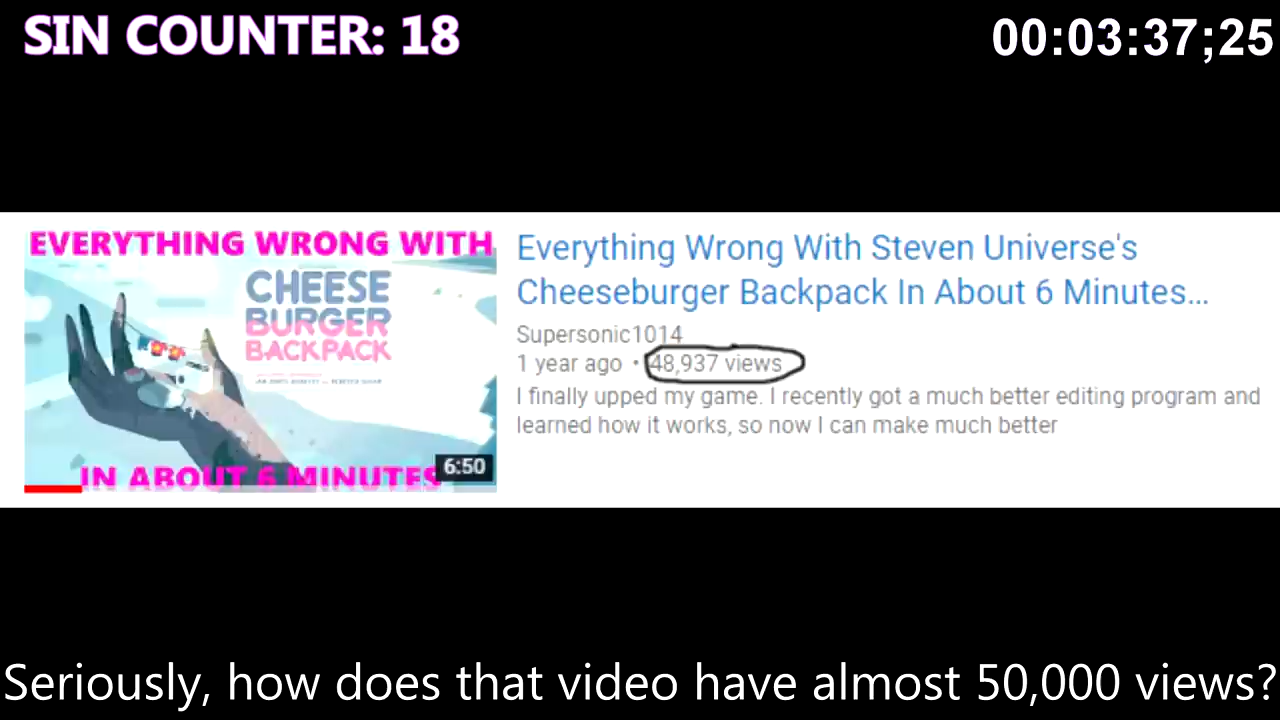 SIN COUNTER: 18
00:03:37;25
EVERYTHING WRONG WITH
CHEESE
BURGER
BACKPACK
IN ABOUT 6 MINUTES
6:50
Everything Wrong With Steven Universe's
Cheeseburger Backpack In About 6 Minutes...
Supersonic1014
1 year ago • 48,937 views
I finally upped my game. I recently got a much better editing program and
learned how it works, so now I can make much better
Seriously, how does that video have almost 50,000 views?